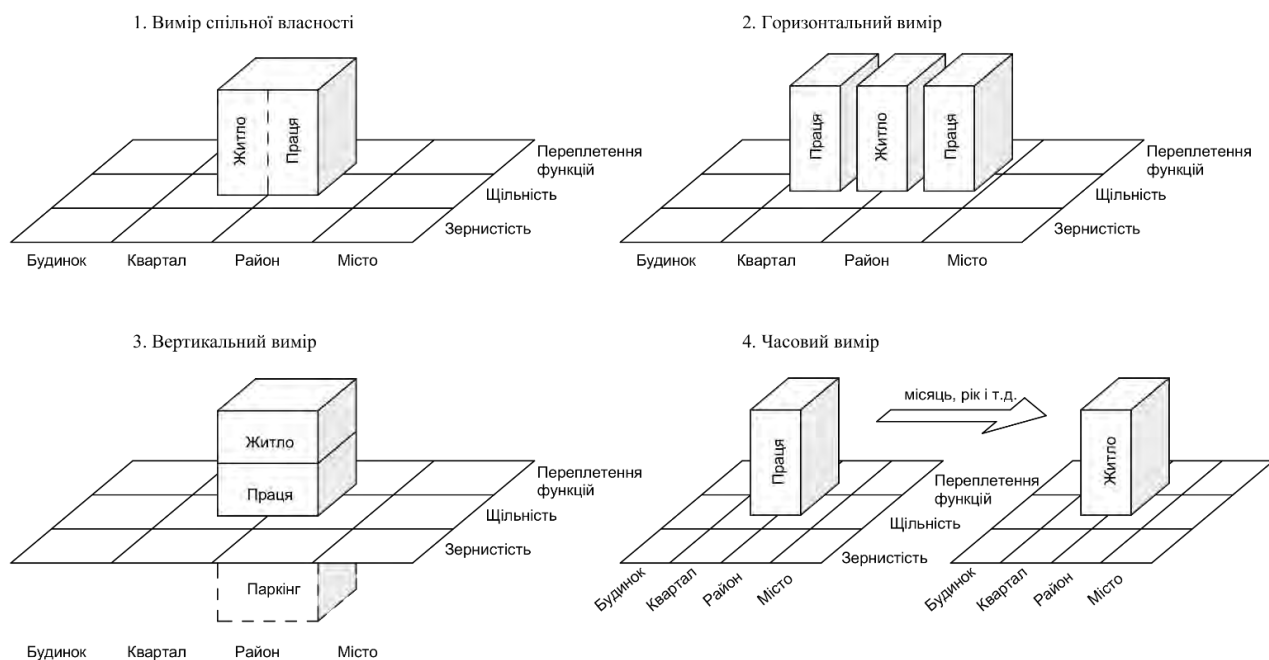 1. Вимір спільної власності
Житло
Праця
Переплетення
функцій
Щільність
Зернистість
Будинок Квартал Район Місто
2. Горизонтальний вимір
Праця
Житло
Праця
Переплетення
функцій
Щільність
Зернистість
Будинок Квартал Район Місто
3. Вертикальний вимір
Житло
Праця
Паркінг
Переплетення
функцій
Щільність
Зернистість
Будинок Квартал Район Місто
4. Часовий вимір
місяць, рік і т.д.
Праця
Переплетення
функцій
Щільність
Зернистість
Будинок Квартал Район Місто
Житло
Будинок Квартал Район Місто